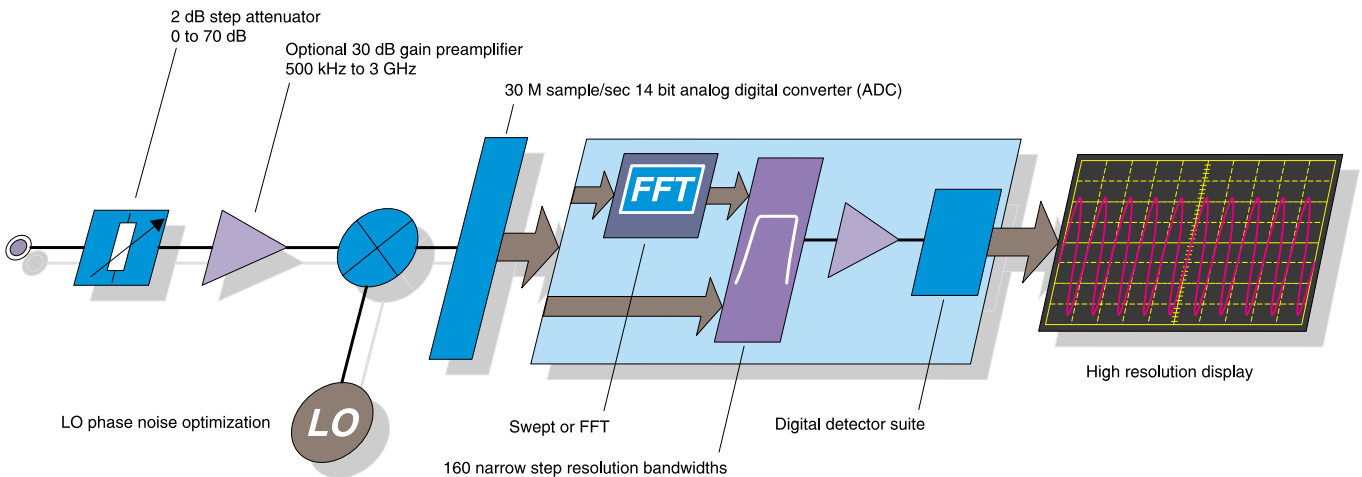 2 dB step attenuator
0 to 70 dB
Optional 30 dB gain preamplifier
500 kHz to 3 GHz
30 M sample/sec 14 bit analog digital converter (ADC)
FFT
High resolution display
LO phase noise optimization
LO
Swept or FFT
Digital detector suite
160 narrow step resolution bandwidths